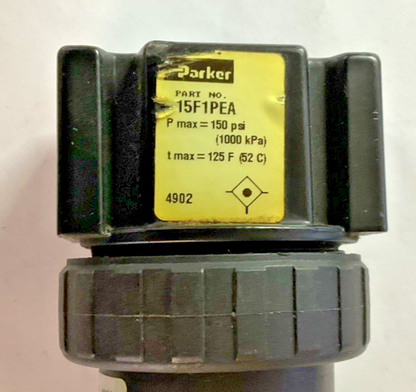 Parker
PART NO.
15F1PEA
P max = 150 psi
(1000 kPa)
t max = 125 F (52 C)
4902